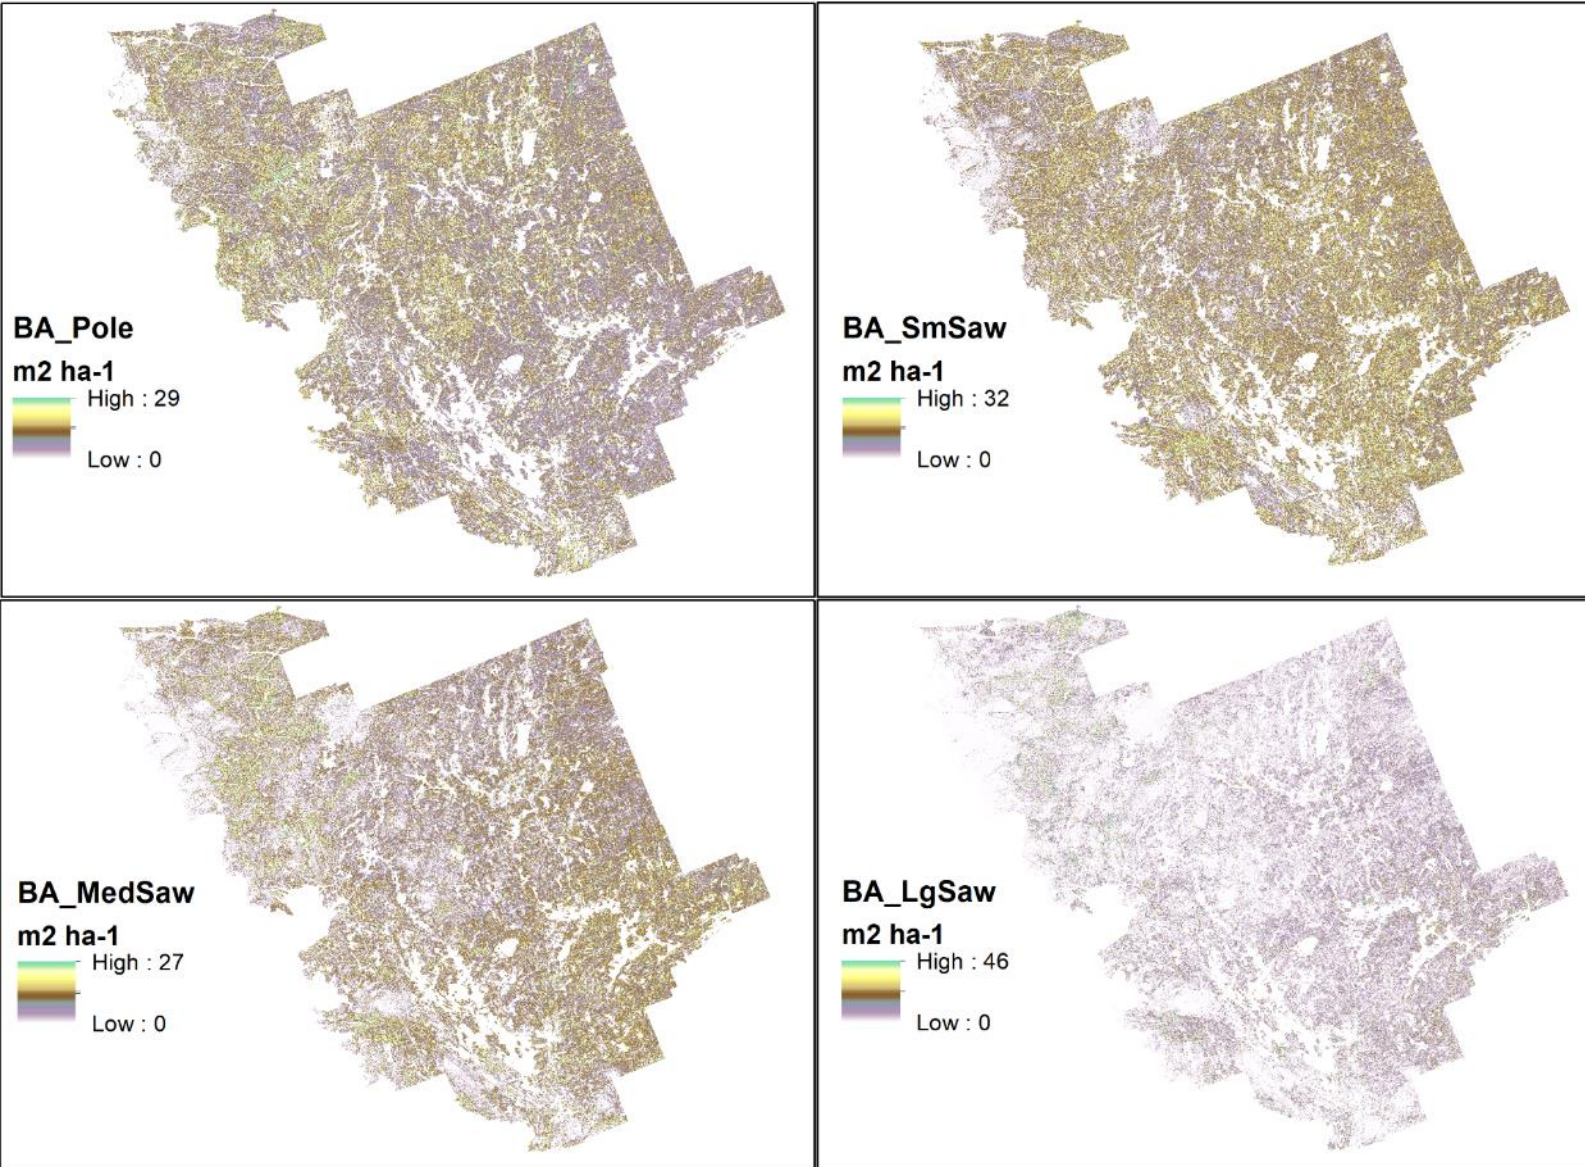 BA_Pole
m2 ha-1
High : 29
Low : 0
BA_SmSaw
m2 ha-1
High : 32
Low : 0
BA_MedSaw
m2 ha-1
High : 27
Low : 0
BA_LgSaw
m2 ha-1
High : 46
Low : 0